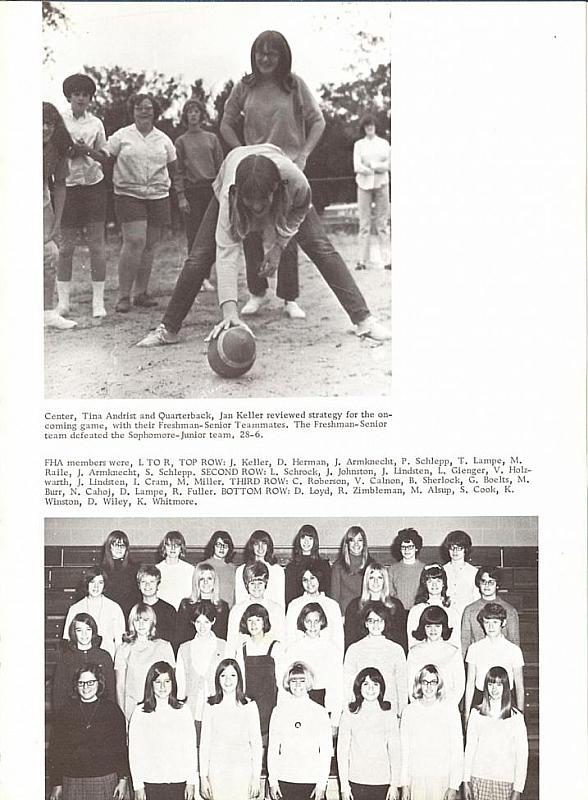 Center, Tina Andrist and Quarterback, Jan Keller reviewed strategy for the on-
coming game, with their Freshman-Senior Teammates. The Freshman-Senior
team defeated the Sophomore-Junior team, 28-6.
FHA members were, L TO R, TOP ROW: J. Keller, D. Herman, J. Armknecht, P. Schlepp, T. Lampe, M.
Raile, J. Armknecht, S. Schlepp. SECOND ROW: L. Schrock, J. Johnston, J. Lindsten, L. Gienger, V. Holz-
warth, J. Lindsten, I. Cram, M. Miller. THIRD ROW: C. Roberson, V. Calnon, B. Sherlock, G. Boelts, M.
Burr, N. Cahoj, D. Lampe, R. Fuller. BOTTOM ROW: D. Loyd, R. Zimbleman, M. Alsup, S. Cook, K.
Winston, D. Wiley, K. Whitmore.